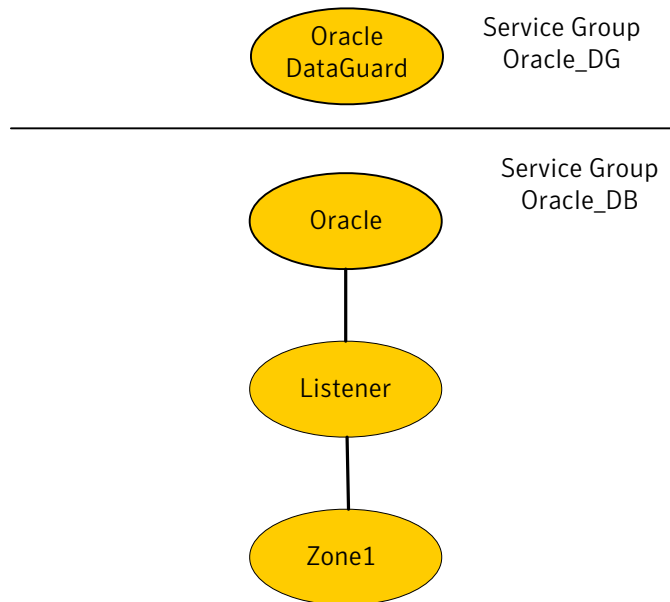 Oracle
DataGuard
Service Group
Oracle_DG
Service Group
Oracle_DB
Oracle
Listener
Zone1